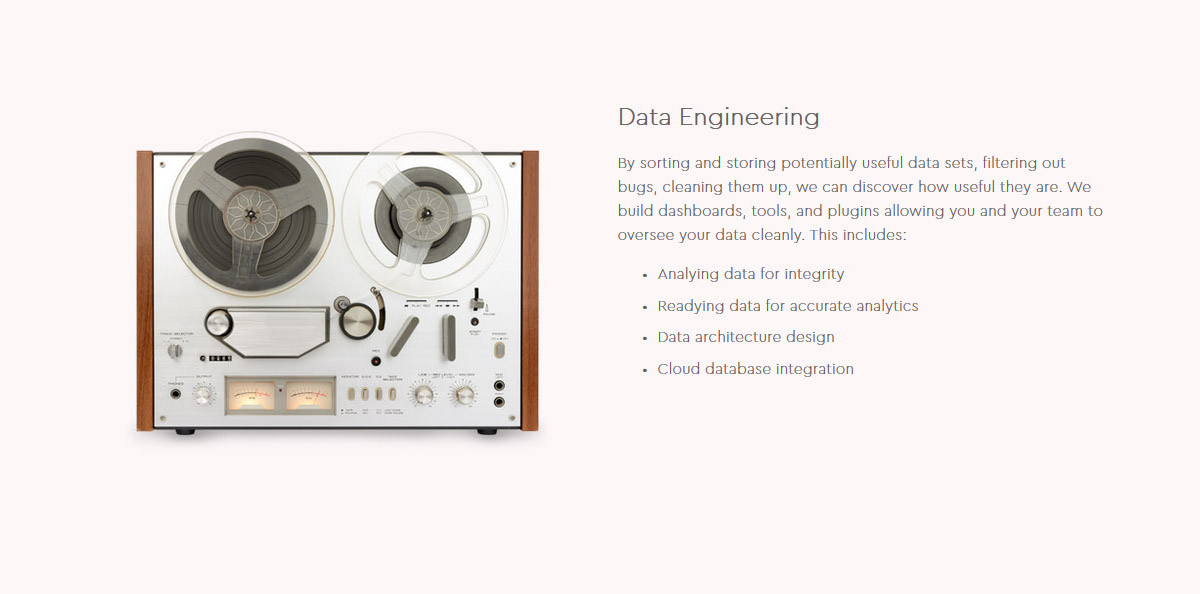 Data Engineering
By sorting and storing potentially useful data sets, filtering out
bugs, cleaning them up, we can discover how useful they are. We
build dashboards, tools, and plugins allowing you and your team to
oversee your data cleanly. This includes:
• Analying data for integrity
• Readying data for accurate analytics
• Data architecture design
• Cloud database integration